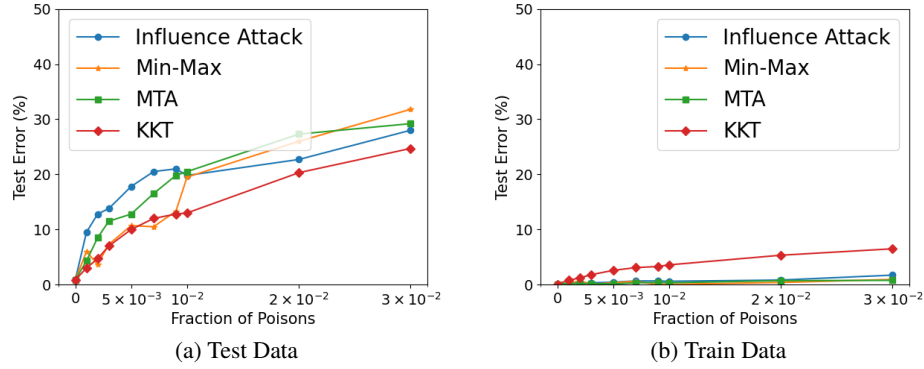 50
40
30
20
10
0
Test Error (%)
Influence Attack
Min-Max
MTA
KKT
0
5 × 10⁻³
10⁻²
2 × 10⁻²
3 × 10⁻²
Fraction of Poisons
(a) Test Data
50
40
30
20
10
0
Test Error (%)
Influence Attack
Min-Max
MTA
KKT
0
5 × 10⁻³
10⁻²
2 × 10⁻²
3 × 10⁻²
Fraction of Poisons
(b) Train Data